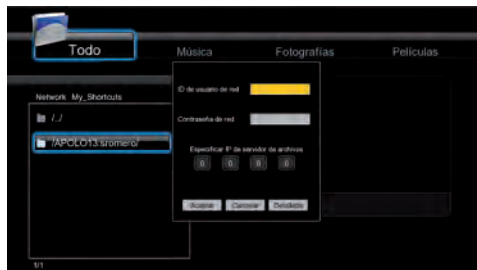 Todo
Música
Fotografías
Películas
Network My_Shortcuts
/../
/APOLO13:sromero/
ID de usuario de red
Contraseña de red
Especificar IP de servidor de archivos
0 0 0 0
Aceptar Cancelar Detallada
1/1